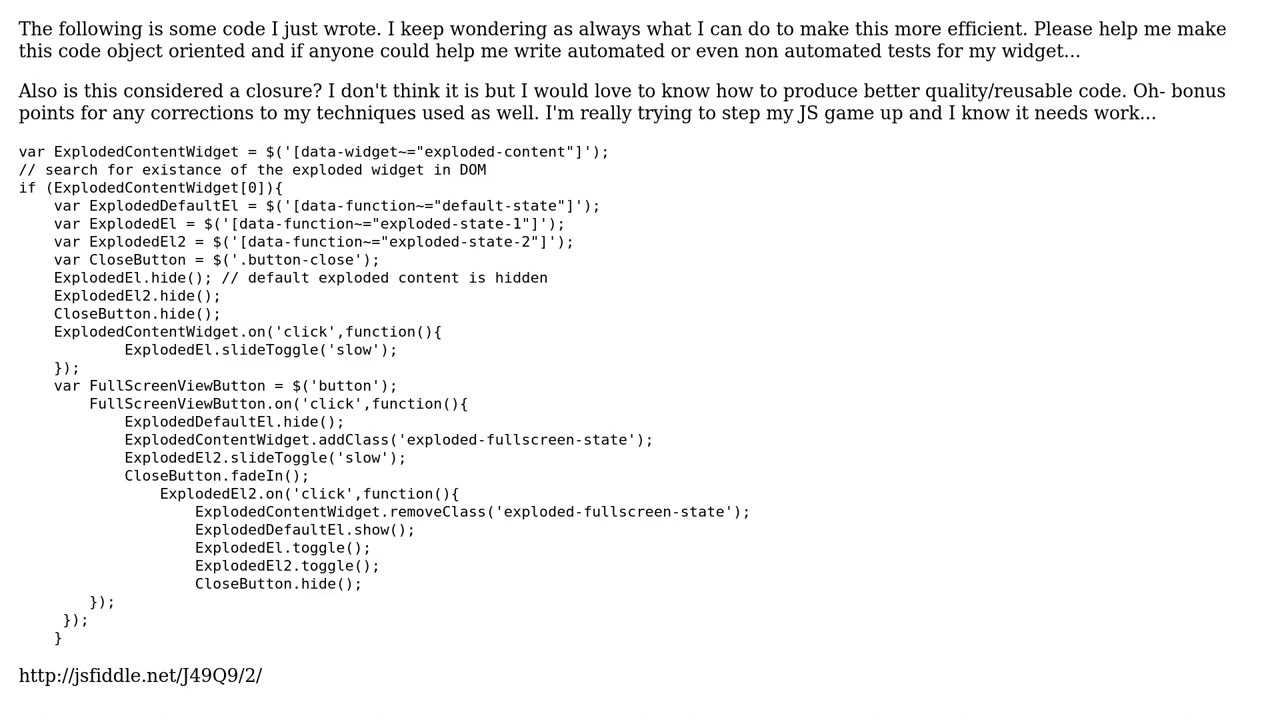 The following is some code I just wrote. I keep wondering as always what I can do to make this more efficient. Please help me make
this code object oriented and if anyone could help me write automated or even non automated tests for my widget...
Also is this considered a closure? I don't think it is but I would love to know how to produce better quality/reusable code. Oh- bonus
points for any corrections to my techniques used as well. I'm really trying to step my JS game up and I know it needs work...
var ExplodedContentWidget = $('[data-widget~="exploded-content"]');
// search for existance of the exploded widget in DOM
if (ExplodedContentWidget[0]){
    var ExplodedDefaultEl = $('[data-function~="default-state"]');
    var ExplodedEl = $('[data-function~="exploded-state-1"]');
    var ExplodedEl2 = $('[data-function~="exploded-state-2"]');
    var CloseButton = $('.button-close');
    ExplodedEl.hide(); // default exploded content is hidden
    ExplodedEl2.hide();
    CloseButton.hide();
    ExplodedContentWidget.on('click',function(){
            ExplodedEl.slideToggle('slow');
    });
    var FullScreenViewButton = $('button');
        FullScreenViewButton.on('click',function(){
            ExplodedDefaultEl.hide();
            ExplodedContentWidget.addClass('exploded-fullscreen-state');
            ExplodedEl2.slideToggle('slow');
            CloseButton.fadeIn();
                ExplodedEl2.on('click',function(){
                    ExplodedContentWidget.removeClass('exploded-fullscreen-state');
                    ExplodedDefaultEl.show();
                    ExplodedEl.toggle();
                    ExplodedEl2.toggle();
                    CloseButton.hide();
        });
     });
    }
http://jsfiddle.net/J49Q9/2/